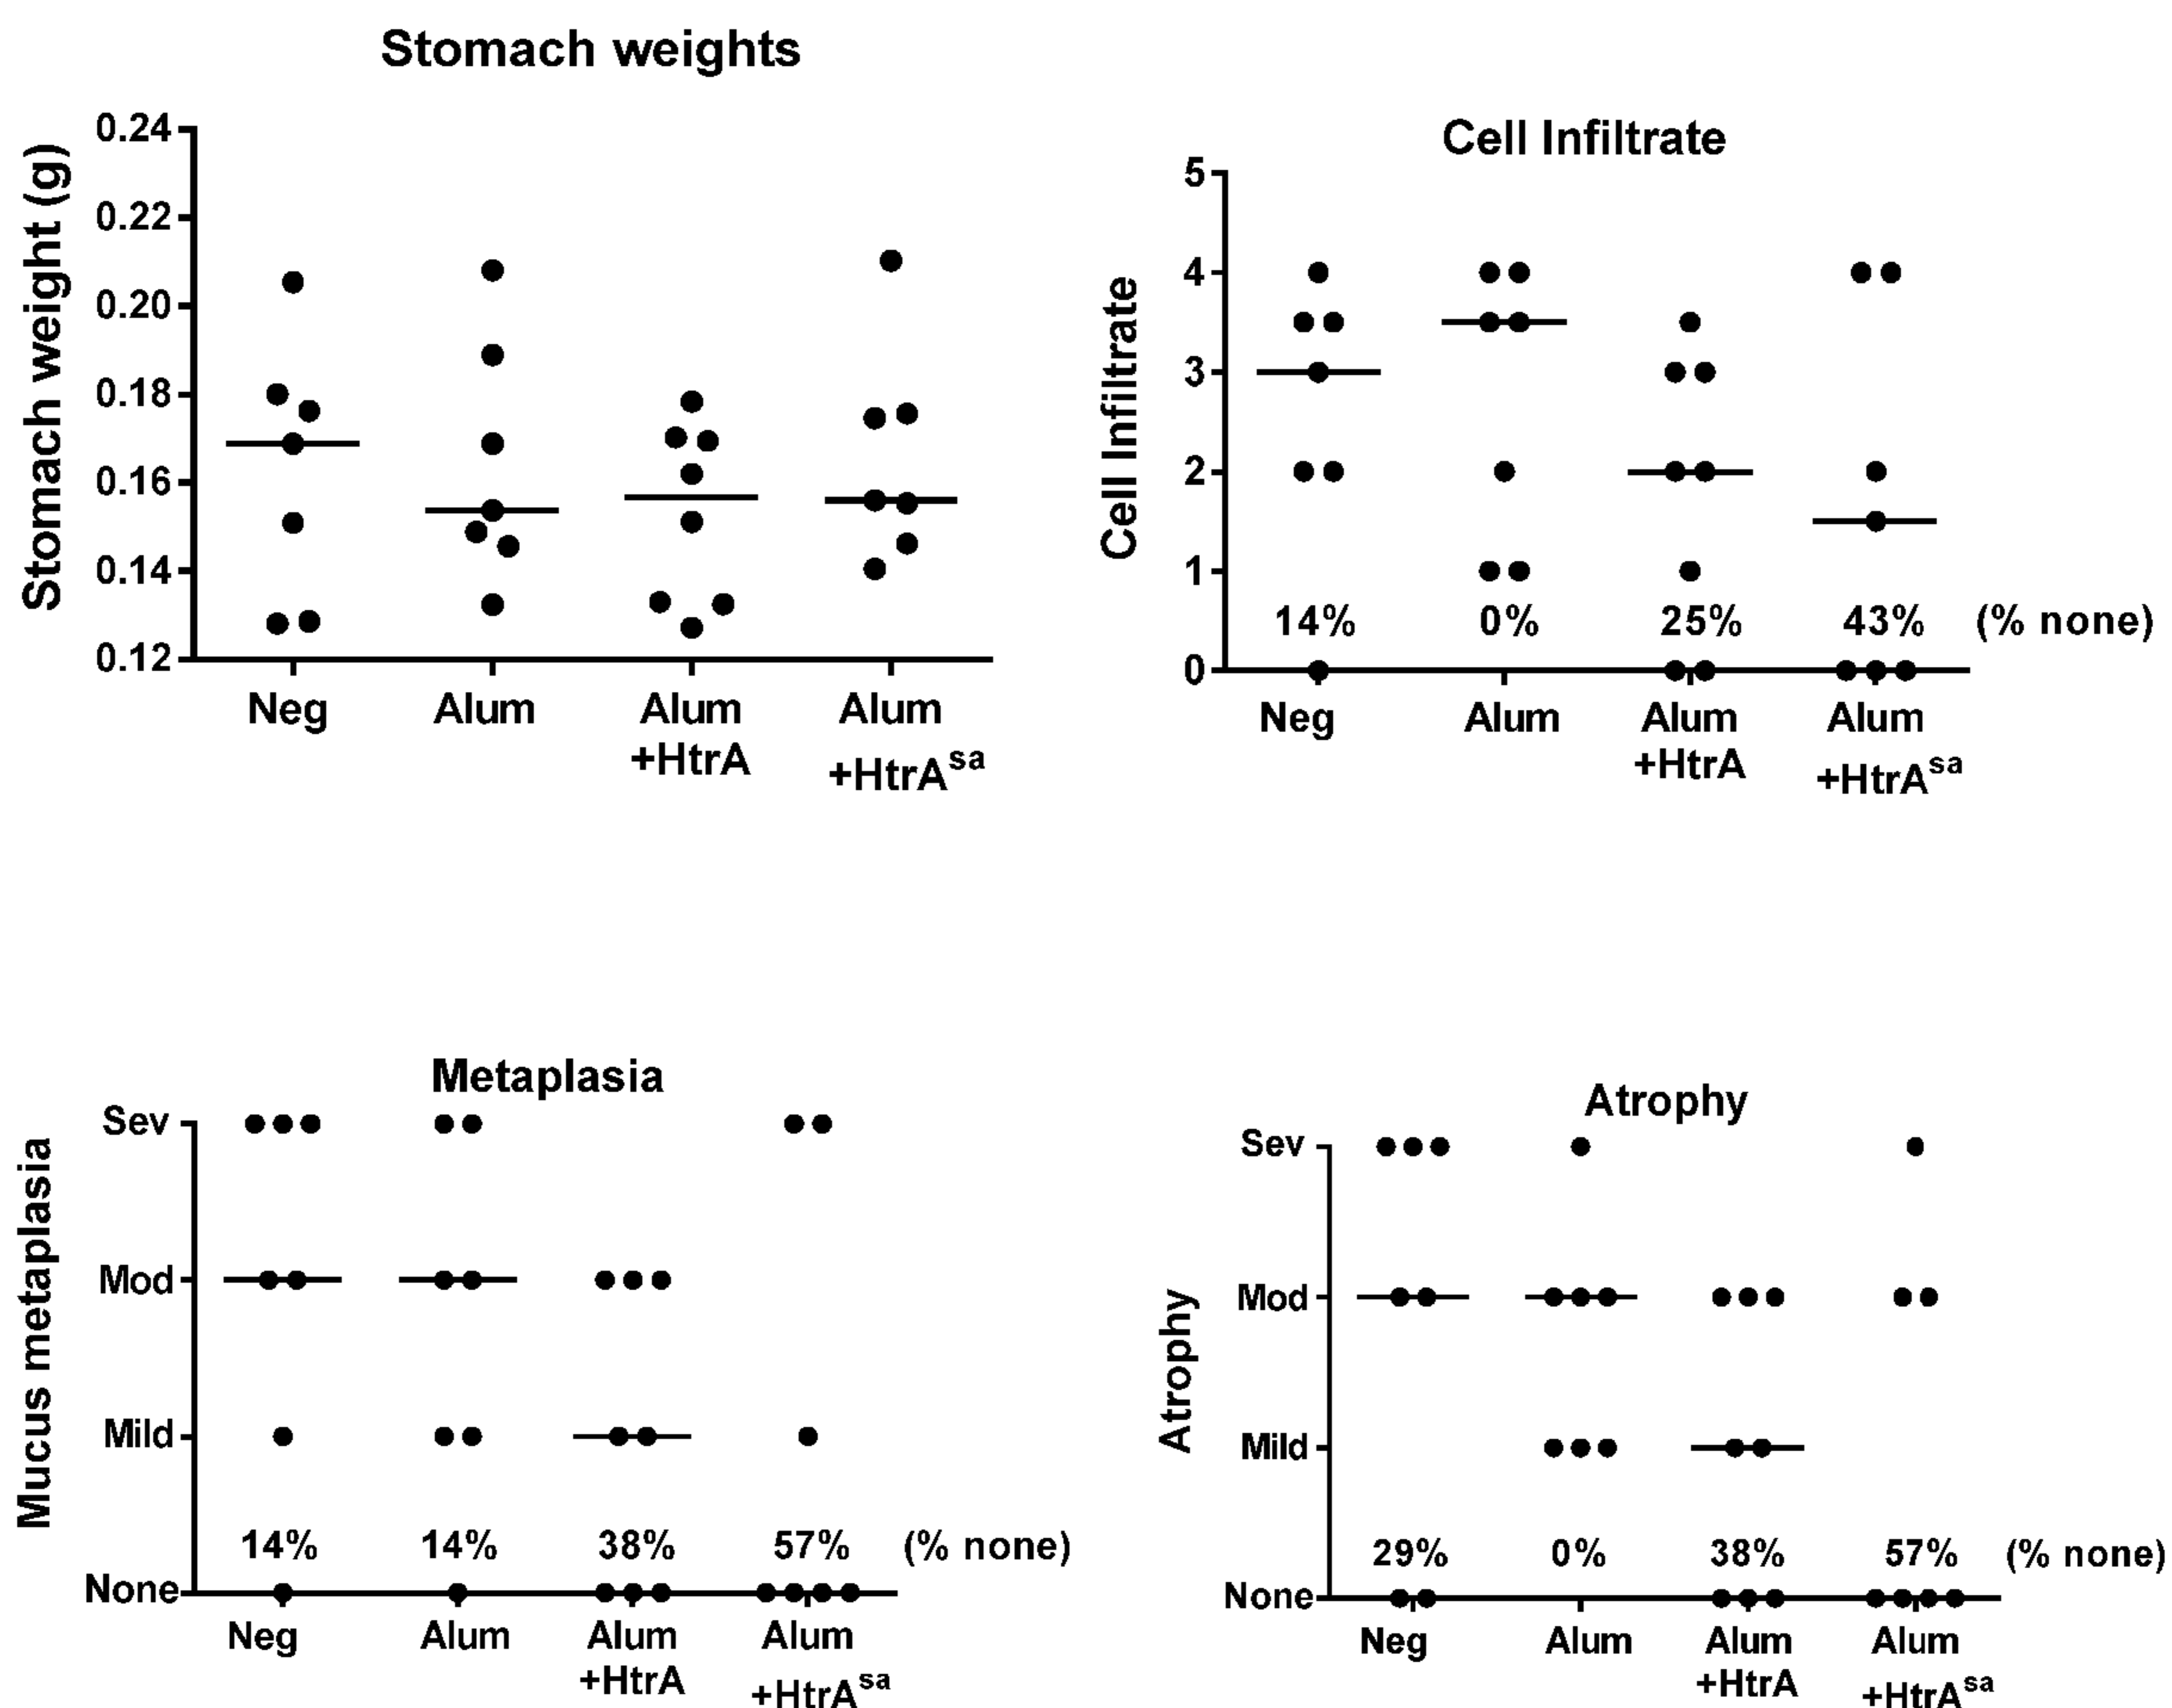 Stomach weights
Stomach weight (g)
0.24
0.22
0.20
0.18
0.16
0.14
0.12
Neg
Alum
Alum
+HtrA
Alum
+HtrAsa
Cell Infiltrate
Cell Infiltrate
5
4
3
2
1
0
14%
0%
25%
43%
(% none)
Neg
Alum
Alum
+HtrA
Alum
+HtrAsa
Metaplasia
Mucus metaplasia
Sev
Mod
Mild
None
14%
14%
38%
57%
(% none)
Neg
Alum
Alum
+HtrA
Alum
+HtrAsa
Atrophy
Atrophy
Sev
Mod
Mild
None
29%
0%
38%
57%
(% none)
Neg
Alum
Alum
+HtrA
Alum
+HtrAsa